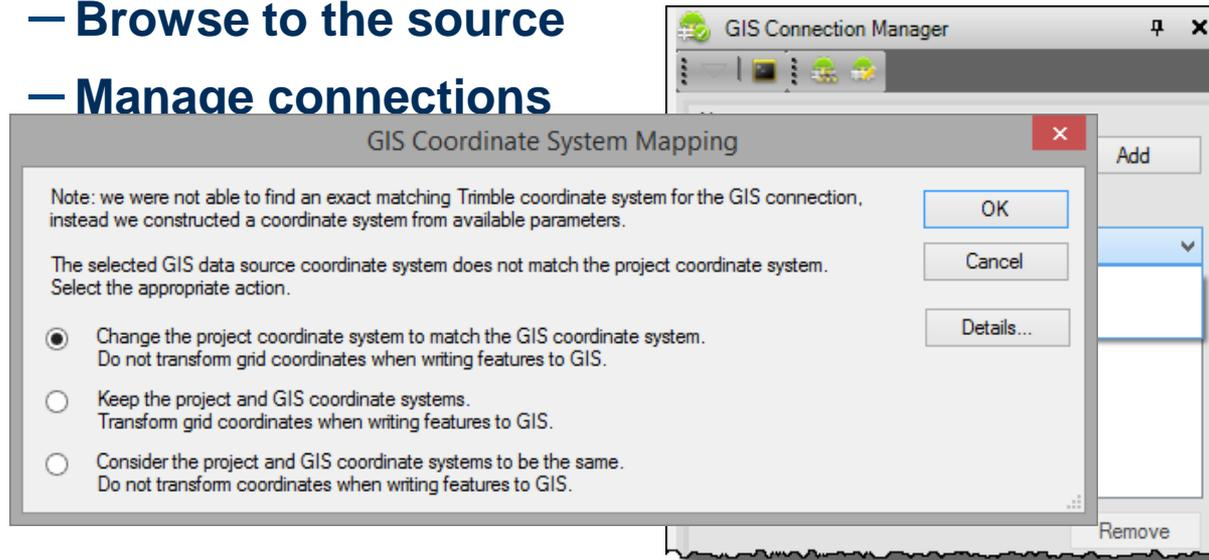 — Browse to the source
— Manage connections
GIS Connection Manager
Add
GIS Coordinate System Mapping
Note: we were not able to find an exact matching Trimble coordinate system for the GIS connection,
instead we constructed a coordinate system from available parameters.
The selected GIS data source coordinate system does not match the project coordinate system.
Select the appropriate action.
Change the project coordinate system to match the GIS coordinate system.
Do not transform grid coordinates when writing features to GIS.
Keep the project and GIS coordinate systems.
Transform grid coordinates when writing features to GIS.
Consider the project and GIS coordinate systems to be the same.
Do not transform coordinates when writing features to GIS.
OK
Cancel
Details...
Remove